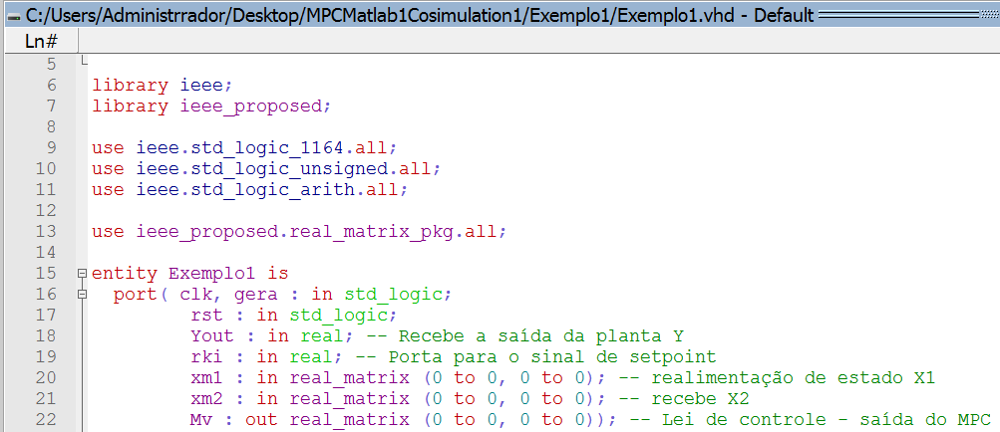 C:/Users/Administrrador/Desktop/MPCMatlab1Cosimulation1/Exemplo1/Exemplo1.vhd - Default
Ln#
5
6 library ieee;
7 library ieee_proposed;
8
9 use ieee.std_logic_1164.all;
10 use ieee.std_logic_unsigned.all;
11 use ieee.std_logic_arith.all;
12
13 use ieee_proposed.real_matrix_pkg.all;
14
15 entity Exemplo1 is
16 port( clk, gera : in std_logic;
17 rst : in std_logic;
18 Yout : in real; -- Recebe a saída da planta Y
19 rki : in real; -- Porta para o sinal de setpoint
20 xm1 : in real_matrix (0 to 0, 0 to 0); -- realimentação de estado X1
21 xm2 : in real_matrix (0 to 0, 0 to 0); -- recebe X2
22 Mv : out real_matrix (0 to 0, 0 to 0)); -- Lei de controle - saída do MPC